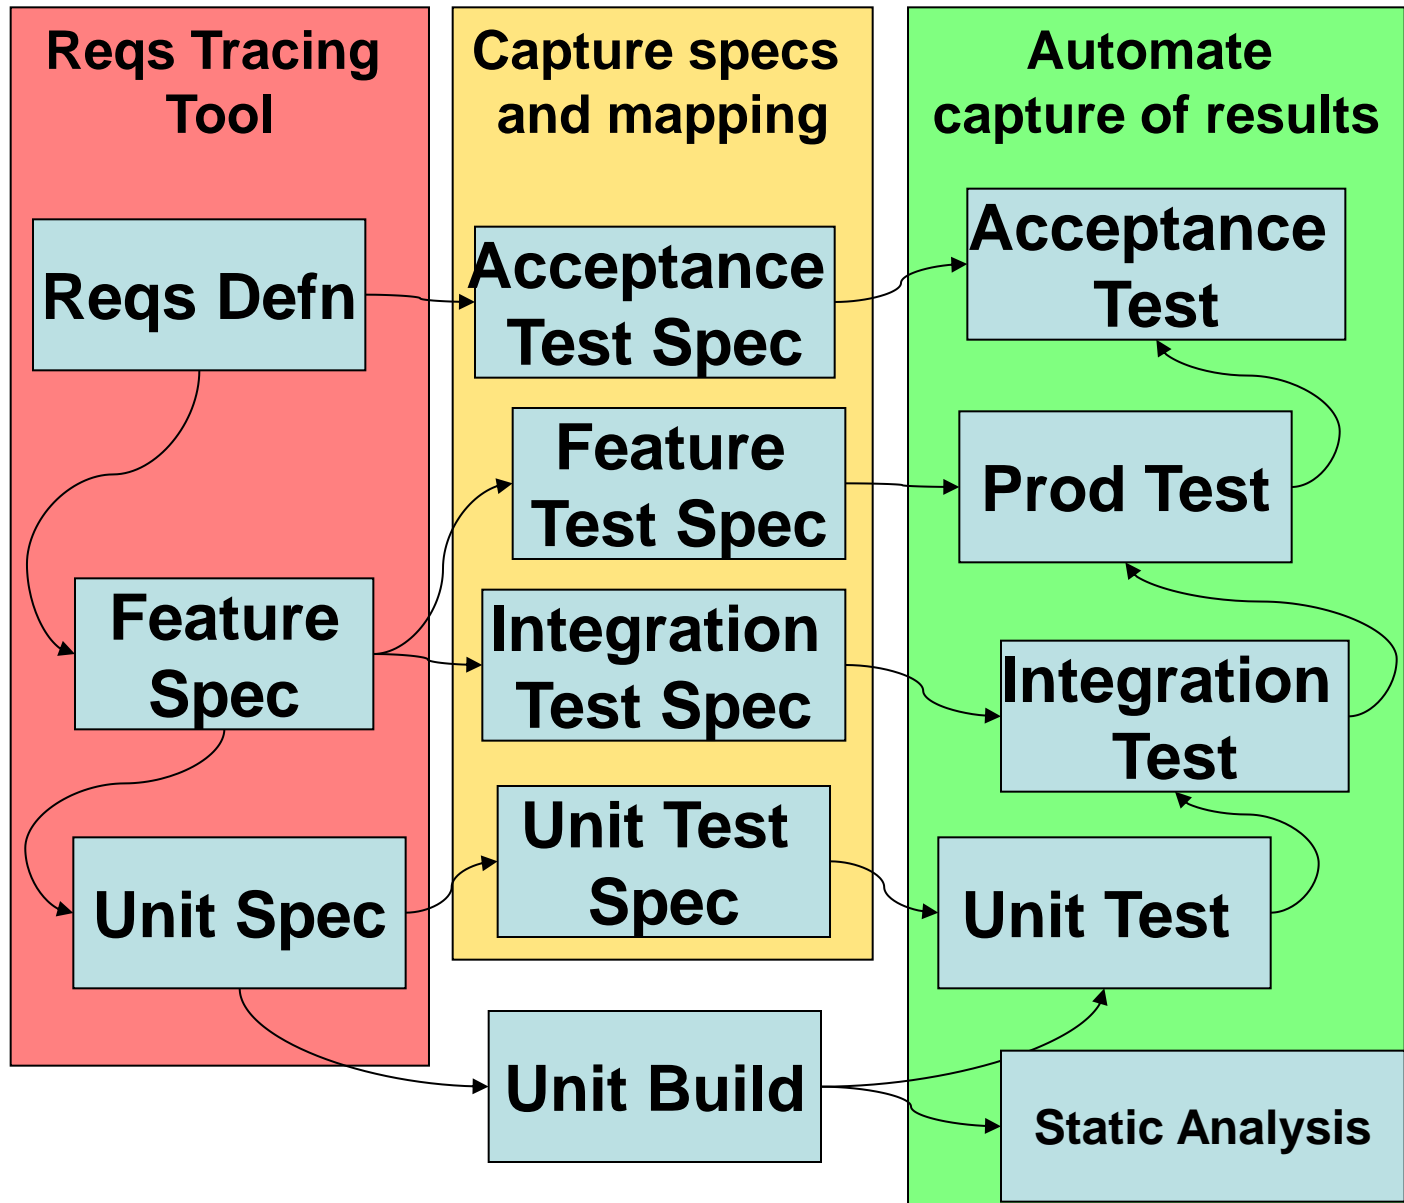 Reqs Tracing
Tool
Reqs Defn
Feature
Spec
Unit Spec
Capture specs
and mapping
Acceptance
Test Spec
Feature
Test Spec
Integration
Test Spec
Unit Test
Spec
Unit Build
Automate
capture of results
Acceptance
Test
Prod Test
Integration
Test
Unit Test
Static Analysis